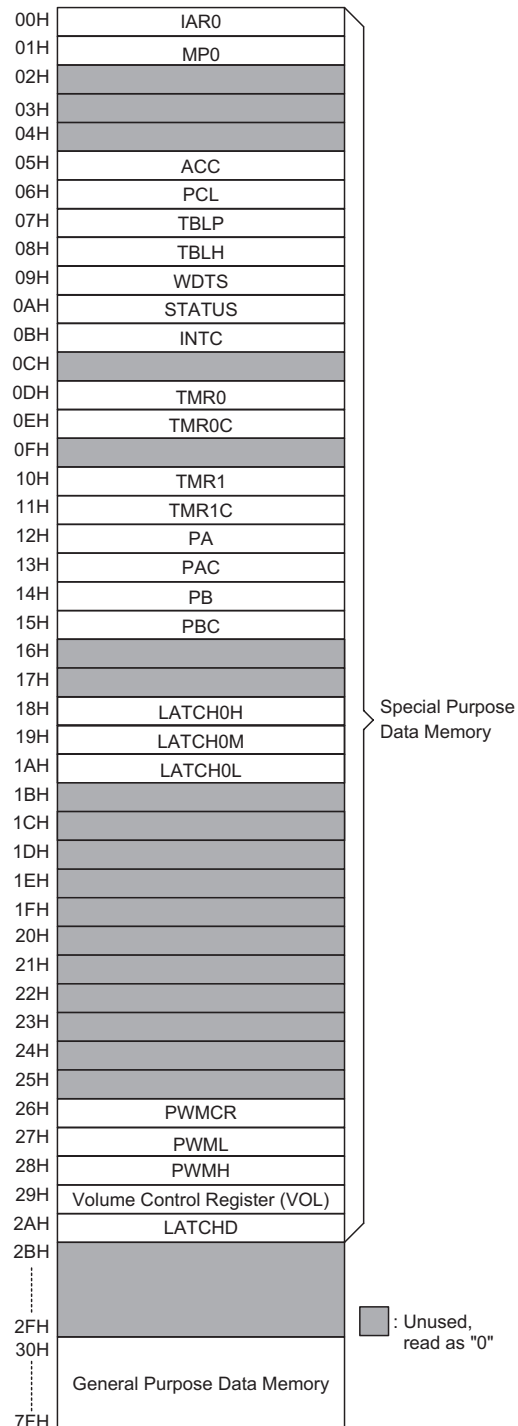 00H IAR0
01H MP0
02H
03H
04H
05H ACC
06H PCL
07H TBLP
08H TBLH
09H WDTS
0AH STATUS
0BH INTC
0CH
0DH TMR0
0EH TMR0C
0FH
10H TMR1
11H TMR1C
12H PA
13H PAC
14H PB
15H PBC
16H
17H
18H LATCH0H
19H LATCH0M
1AH LATCH0L
Special Purpose
Data Memory
1BH
1CH
1DH
1EH
1FH
20H
21H
22H
23H
24H
25H
26H PWMCR
27H PWML
28H PWMH
29H Volume Control Register (VOL)
2AH LATCHD
2BH
2FH
: Unused,
read as "0"
30H
General Purpose Data Memory
7FH